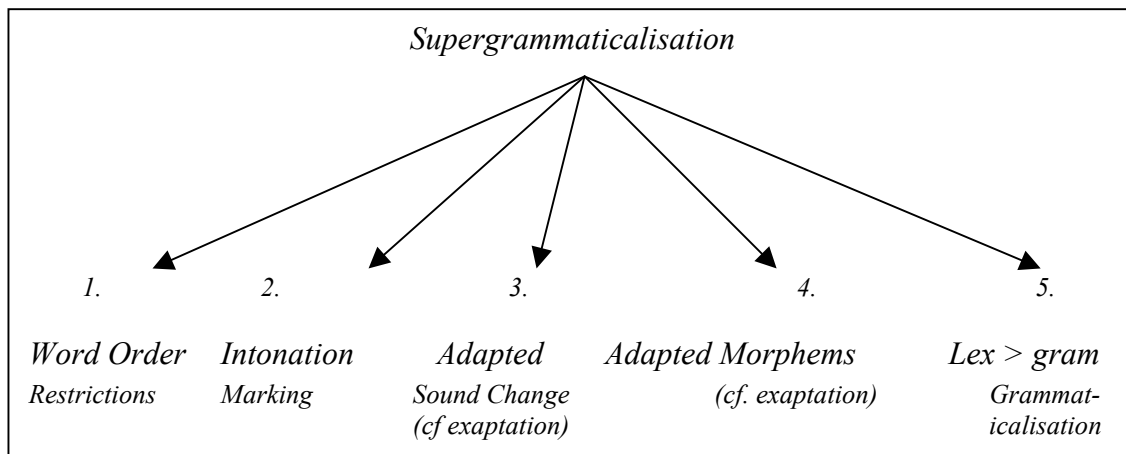 Supergrammaticalisation
1. 2. 3. 4. 5.
Word Order Intonation Adapted Adapted Morphems Lex > gram
Restrictions Marking Sound Change (cf. exaptation) Grammat-
(cf exaptation) icalisation